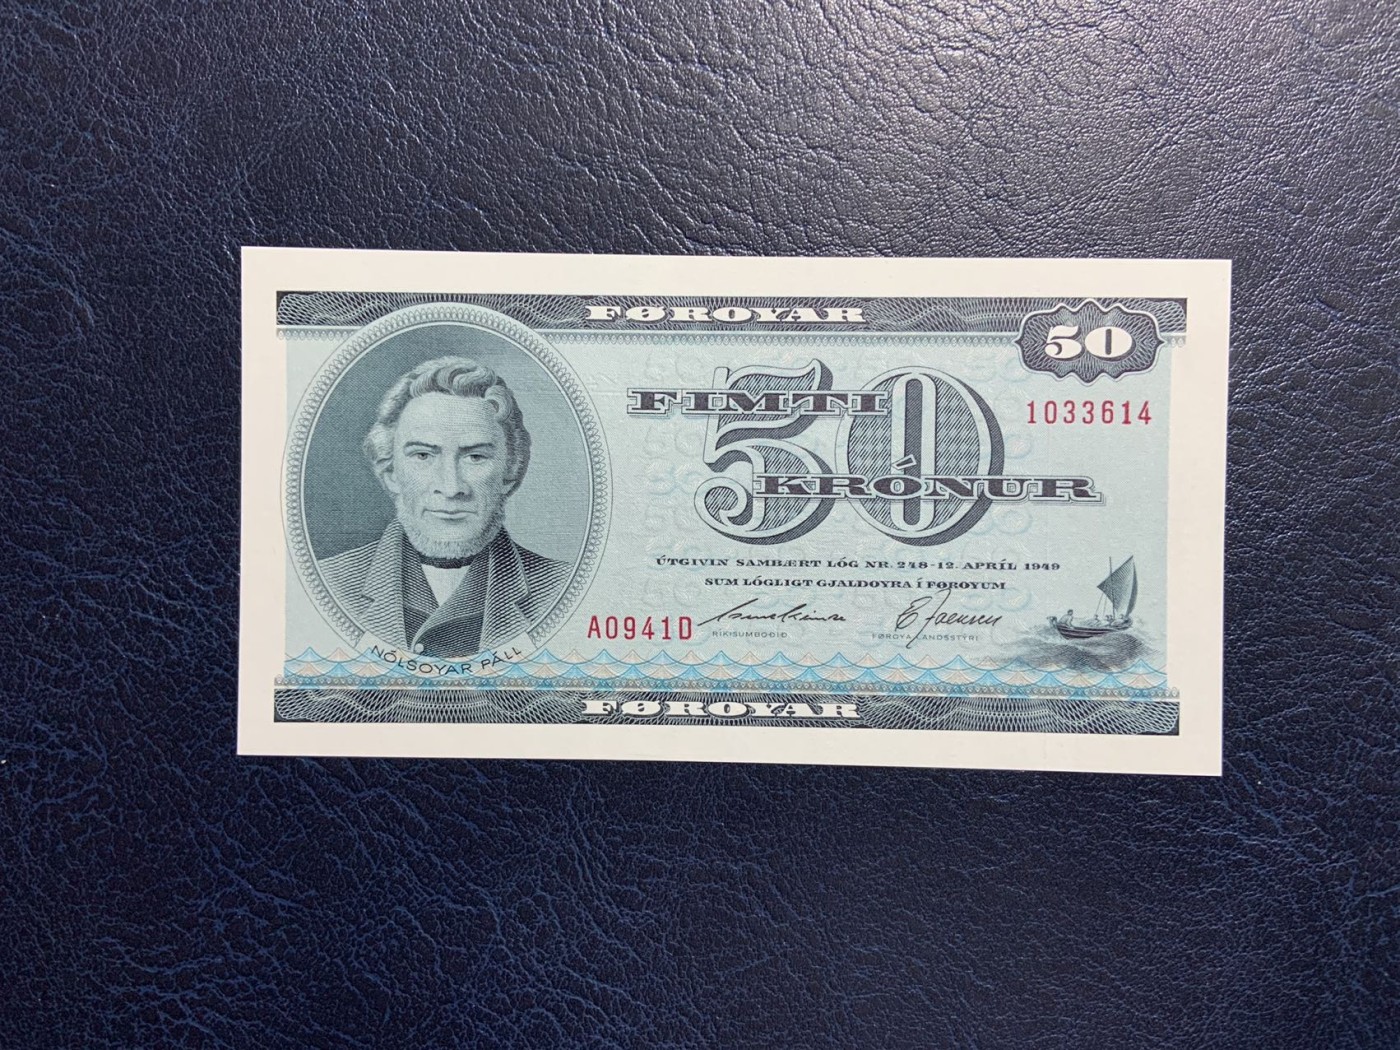 FØROYAR
50
FIMTI
50
1033614
KRÓNUR
ÚTGIVIN SAMBÆRT LÓG NR. 248-12. APRÍL 1949
SUM LÓGLIGT GJALDOYRA Í FØROYUM
A0941D
RÍKISUMBOÐIÐ
FØROYA LANDSSTÝRI
NÓLSOYAR PÁLL
FØROYAR